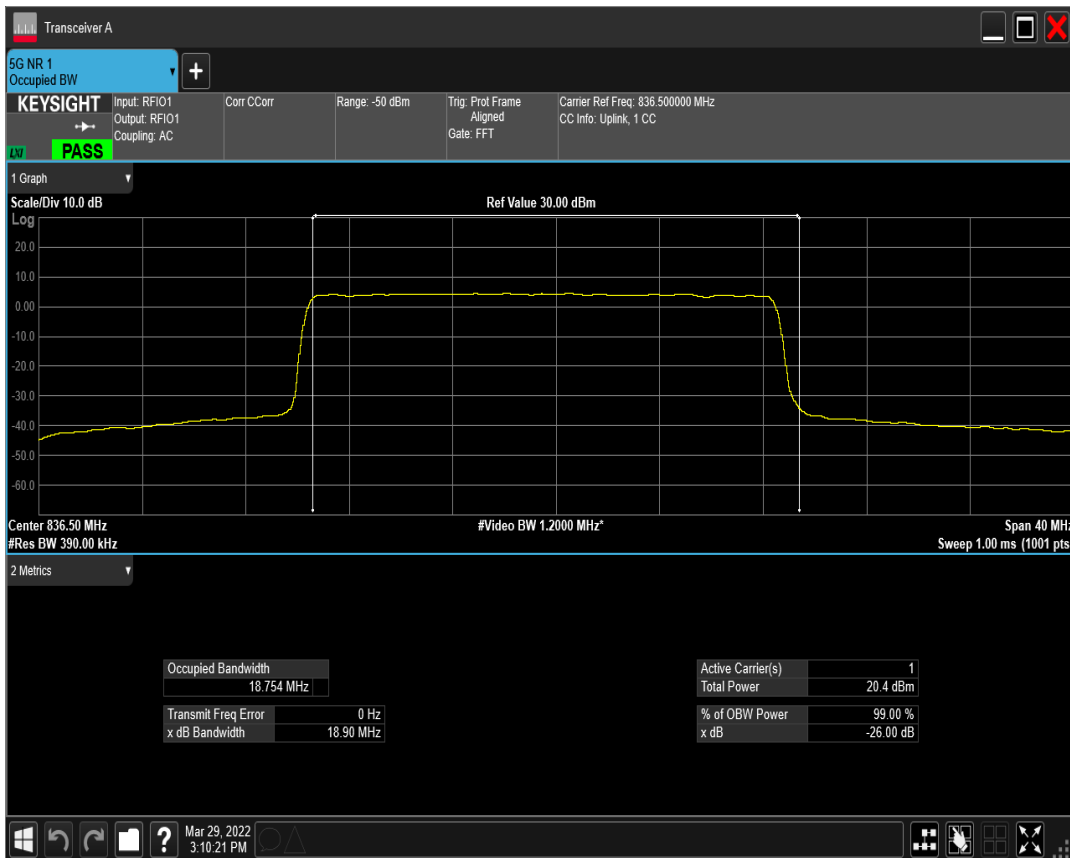 Transceiver A
5G NR 1
Occupied BW
KEYSIGHT
LXI
PASS
Input: RFIO1
Output: RFIO1
Coupling: AC
Corr CCorr
Range: -50 dBm
Trig: Prot Frame
Aligned
Gate: FFT
Carrier Ref Freq: 836.500000 MHz
CC Info: Uplink, 1 CC
1 Graph
Scale/Div 10.0 dB
Ref Value 30.00 dBm
Log
20.0
10.0
0.00
-10.0
-20.0
-30.0
-40.0
-50.0
-60.0
Center 836.50 MHz
#Video BW 1.2000 MHz*
Span 40 MHz
#Res BW 390.00 kHz
Sweep 1.00 ms (1001 pts
2 Metrics
Occupied Bandwidth
18.754 MHz
Transmit Freq Error 0 Hz
x dB Bandwidth 18.90 MHz
Active Carrier(s) 1
Total Power 20.4 dBm
% of OBW Power 99.00 %
x dB -26.00 dB
?
Mar 29, 2022
3:10:21 PM